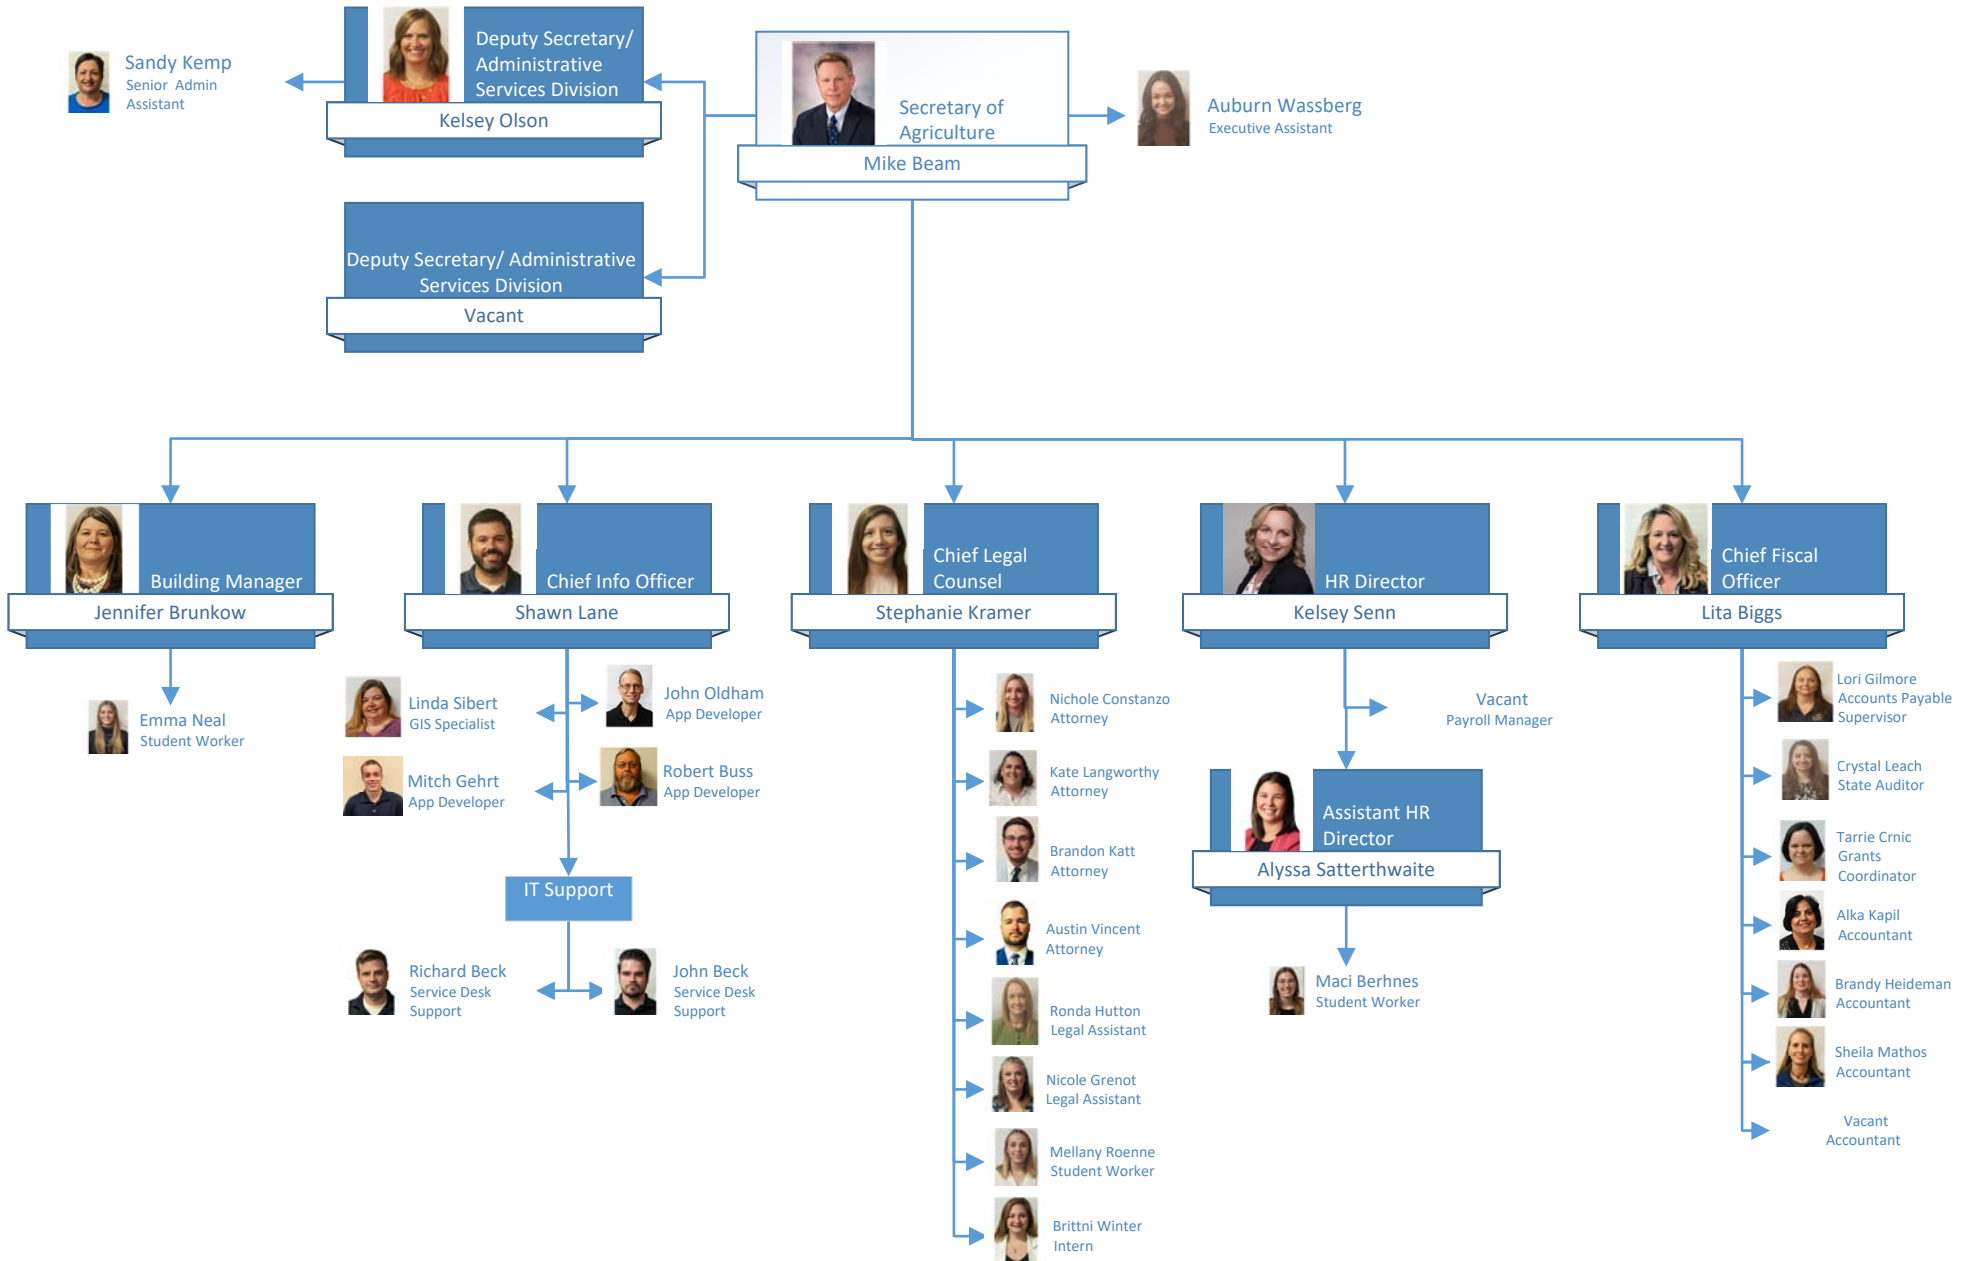 Sandy Kemp
Senior Admin
Assistant
Deputy Secretary/
Administrative
Services Division
Kelsey Olson
Secretary of
Agriculture
Mike Beam
Auburn Wassberg
Executive Assistant
Deputy Secretary/ Administrative
Services Division
Vacant
Building Manager
Jennifer Brunkow
Emma Neal
Student Worker
Chief Info Officer
Shawn Lane
Linda Sibert
GIS Specialist
John Oldham
App Developer
Mitch Gehrt
App Developer
Robert Buss
App Developer
IT Support
Richard Beck
Service Desk
Support
John Beck
Service Desk
Support
Chief Legal
Counsel
Stephanie Kramer
Nichole Constanzo
Attorney
Kate Langworthy
Attorney
Brandon Katt
Attorney
Austin Vincent
Attorney
Ronda Hutton
Legal Assistant
Nicole Grenot
Legal Assistant
Mellany Roenne
Student Worker
Brittni Winter
Intern
HR Director
Kelsey Senn
Vacant
Payroll Manager
Assistant HR
Director
Alyssa Satterthwaite
Maci Berhnes
Student Worker
Chief Fiscal
Officer
Lita Biggs
Lori Gilmore
Accounts Payable
Supervisor
Crystal Leach
State Auditor
Tarrie Crnic
Grants
Coordinator
Alka Kapil
Accountant
Brandy Heideman
Accountant
Sheila Mathos
Accountant
Vacant
Accountant